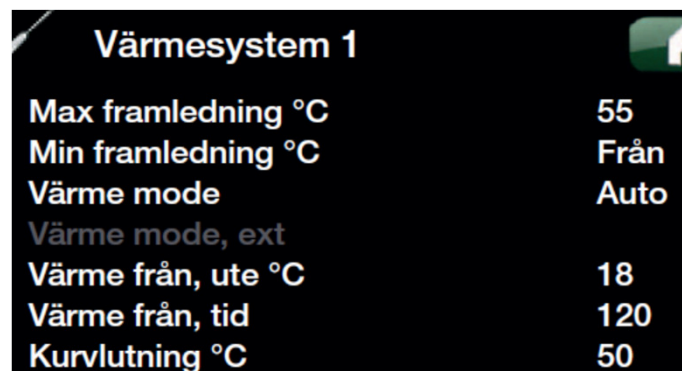 Värmesystem 1
Max framledning °C 55
Min framledning °C Från
Värme mode Auto
Värme mode, ext
Värme från, ute °C 18
Värme från, tid 120
Kurvlutning °C 50